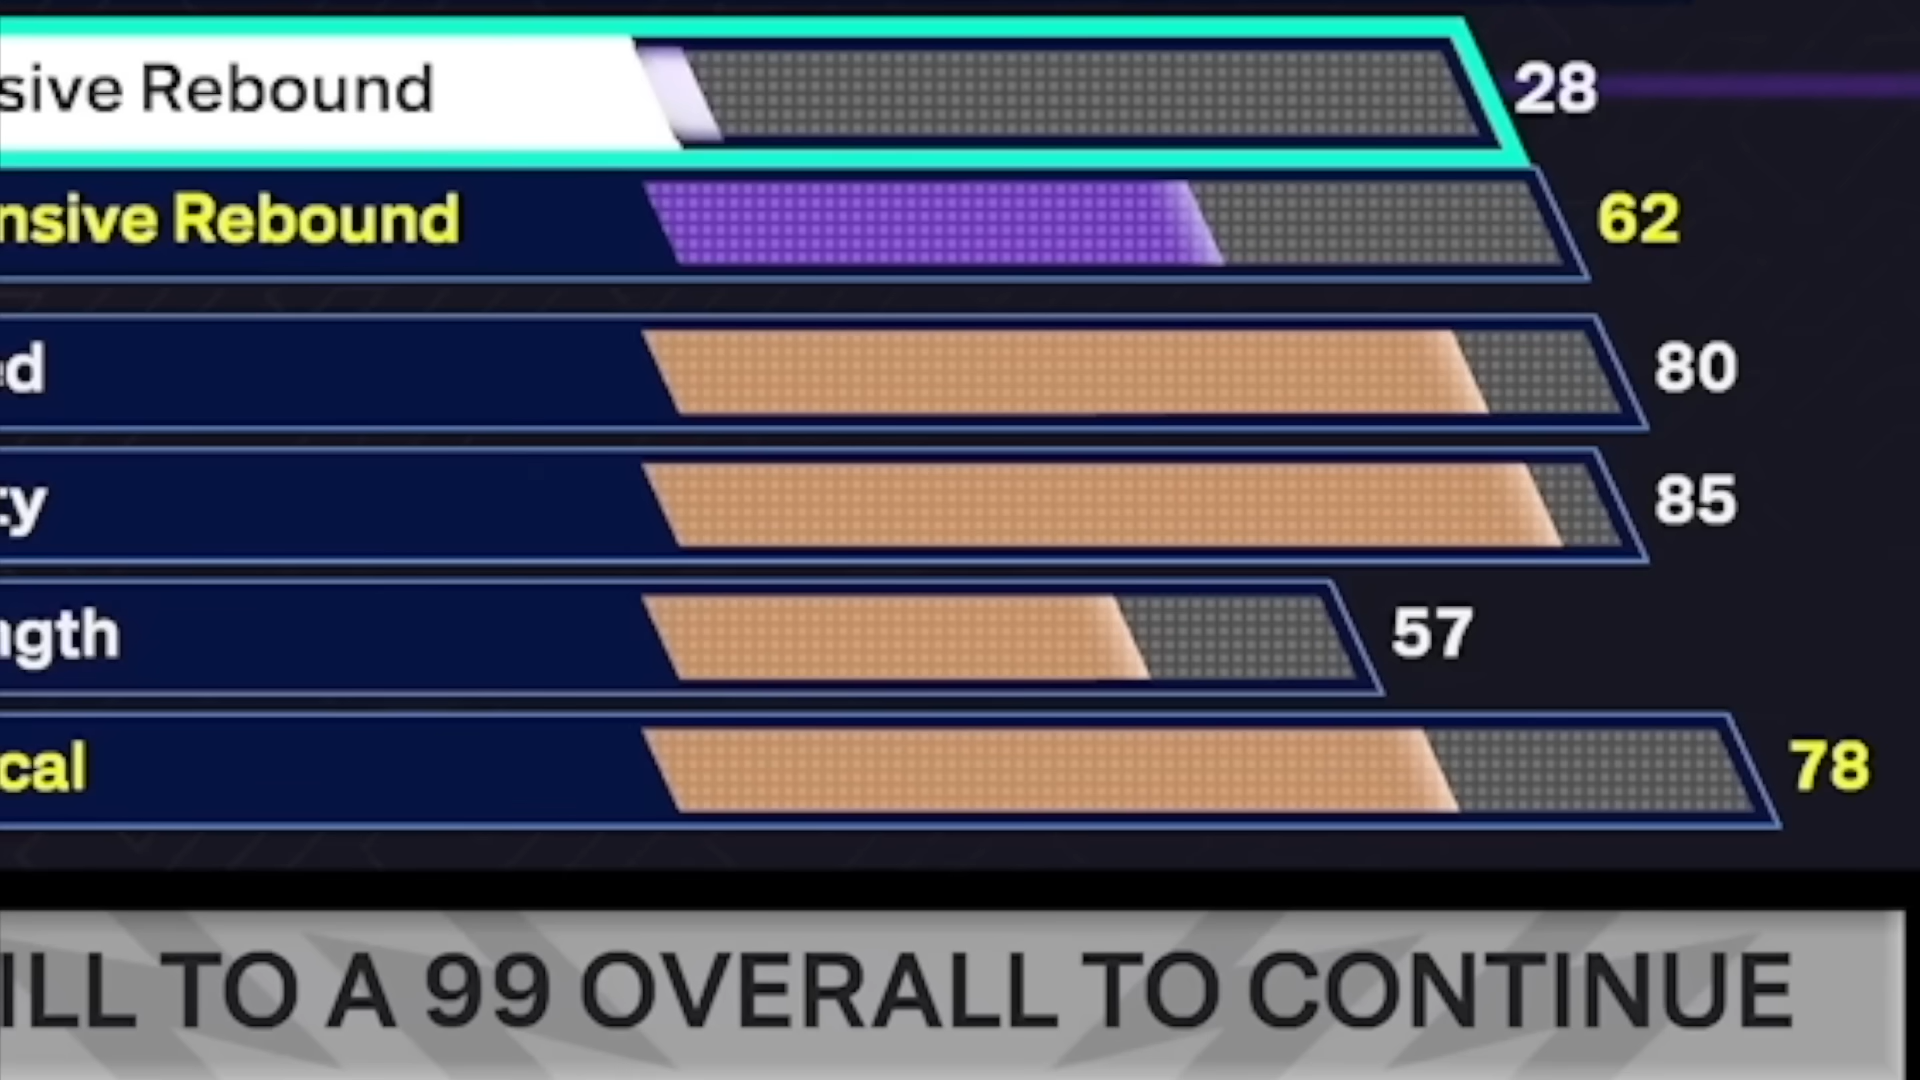 sive Rebound 28
nsive Rebound 62
ed 80
ty 85
ngth 57
cal 78
ILL TO A 99 OVERALL TO CONTINUE